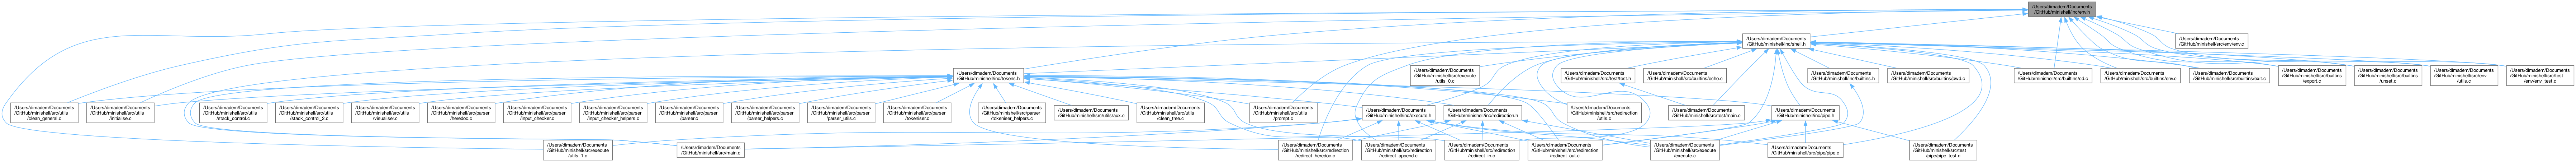 /Users/dimadem/Documents
/GitHub/minishell/inc/env.h
/Users/dimadem/Documents
/GitHub/minishell/inc/shell.h
/Users/dimadem/Documents
/GitHub/minishell/src/env/env.c
/Users/dimadem/Documents
/GitHub/minishell/inc/tokens.h
/Users/dimadem/Documents
/GitHub/minishell/src/execute
/utils_0.c
/Users/dimadem/Documents
/GitHub/minishell/src/test/test.h
/Users/dimadem/Documents
/GitHub/minishell/src/builtins/echo.c
/Users/dimadem/Documents
/GitHub/minishell/inc/builtins.h
/Users/dimadem/Documents
/GitHub/minishell/src/builtins/pwd.c
/Users/dimadem/Documents
/GitHub/minishell/src/builtins/cd.c
/Users/dimadem/Documents
/GitHub/minishell/src/builtins/env.c
/Users/dimadem/Documents
/GitHub/minishell/src/builtins/exit.c
/Users/dimadem/Documents
/GitHub/minishell/src/builtins
/export.c
/Users/dimadem/Documents
/GitHub/minishell/src/builtins
/unset.c
/Users/dimadem/Documents
/GitHub/minishell/src/env
/utils.c
/Users/dimadem/Documents
/GitHub/minishell/src/test
/env/env_test.c
/Users/dimadem/Documents
/GitHub/minishell/src/utils
/clean_general.c
/Users/dimadem/Documents
/GitHub/minishell/src/utils
/initialise.c
/Users/dimadem/Documents
/GitHub/minishell/src/utils
/stack_control.c
/Users/dimadem/Documents
/GitHub/minishell/src/utils
/stack_control_2.c
/Users/dimadem/Documents
/GitHub/minishell/src/utils
/visualiser.c
/Users/dimadem/Documents
/GitHub/minishell/src/parser
/heredoc.c
/Users/dimadem/Documents
/GitHub/minishell/src/parser
/input_checker.c
/Users/dimadem/Documents
/GitHub/minishell/src/parser
/input_checker_helpers.c
/Users/dimadem/Documents
/GitHub/minishell/src/parser
/parser.c
/Users/dimadem/Documents
/GitHub/minishell/src/parser
/parser_helpers.c
/Users/dimadem/Documents
/GitHub/minishell/src/parser
/parser_utils.c
/Users/dimadem/Documents
/GitHub/minishell/src/parser
/tokeniser.c
/Users/dimadem/Documents
/GitHub/minishell/src/parser
/tokeniser_helpers.c
/Users/dimadem/Documents
/GitHub/minishell/src/utils/aux.c
/Users/dimadem/Documents
/GitHub/minishell/src/utils
/clean_tree.c
/Users/dimadem/Documents
/GitHub/minishell/src/utils
/prompt.c
/Users/dimadem/Documents
/GitHub/minishell/inc/execute.h
/Users/dimadem/Documents
/GitHub/minishell/inc/redirection.h
/Users/dimadem/Documents
/GitHub/minishell/src/redirection
/utils.c
/Users/dimadem/Documents
/GitHub/minishell/src/test/main.c
/Users/dimadem/Documents
/GitHub/minishell/inc/pipe.h
/Users/dimadem/Documents
/GitHub/minishell/src/execute
/utils_1.c
/Users/dimadem/Documents
/GitHub/minishell/src/main.c
/Users/dimadem/Documents
/GitHub/minishell/src/redirection
/redirect_heredoc.c
/Users/dimadem/Documents
/GitHub/minishell/src/redirection
/redirect_append.c
/Users/dimadem/Documents
/GitHub/minishell/src/redirection
/redirect_in.c
/Users/dimadem/Documents
/GitHub/minishell/src/redirection
/redirect_out.c
/Users/dimadem/Documents
/GitHub/minishell/src/execute
/execute.c
/Users/dimadem/Documents
/GitHub/minishell/src/pipe/pipe.c
/Users/dimadem/Documents
/GitHub/minishell/src/test
/pipe/pipe_test.c